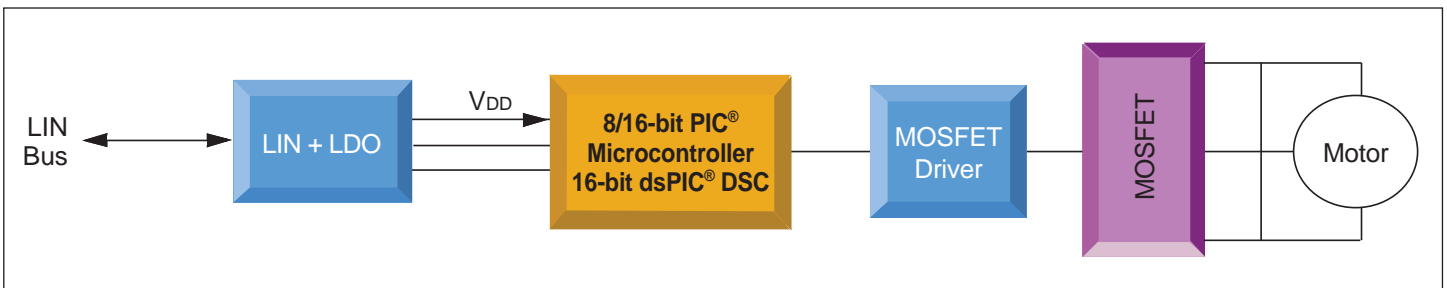 LIN
Bus
LIN + LDO
VDD
8/16-bit PIC®
Microcontroller
16-bit dsPIC® DSC
MOSFET
Driver
MOSFET
Motor